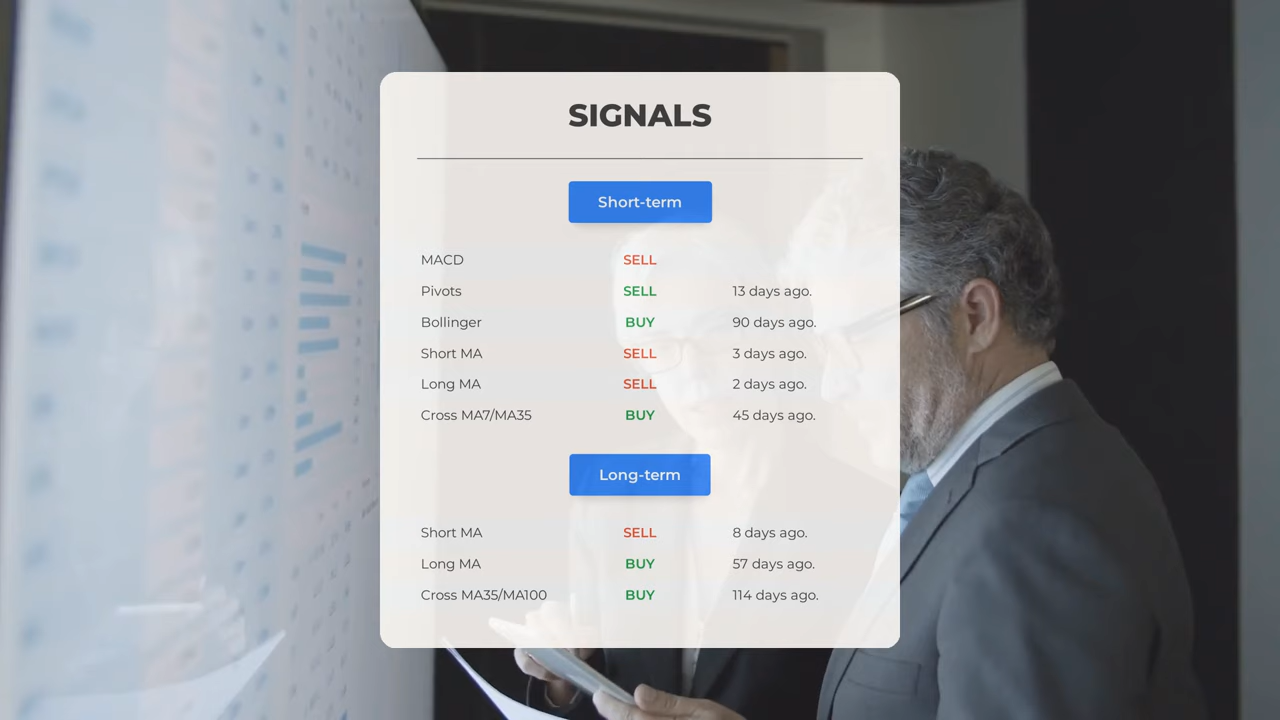 SIGNALS
Short-term
MACD SELL
Pivots SELL 13 days ago.
Bollinger BUY 90 days ago.
Short MA SELL 3 days ago.
Long MA SELL 2 days ago.
Cross MA7/MA35 BUY 45 days ago.
Long-term
Short MA SELL 8 days ago.
Long MA BUY 57 days ago.
Cross MA35/MA100 BUY 114 days ago.